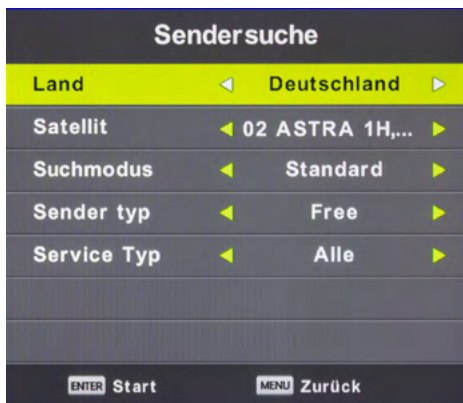 Sendersuche
Land Deutschland
Satellit 02 ASTRA 1H,...
Suchmodus Standard
Sender typ Free
Service Typ Alle
ENTER Start MENU Zurück